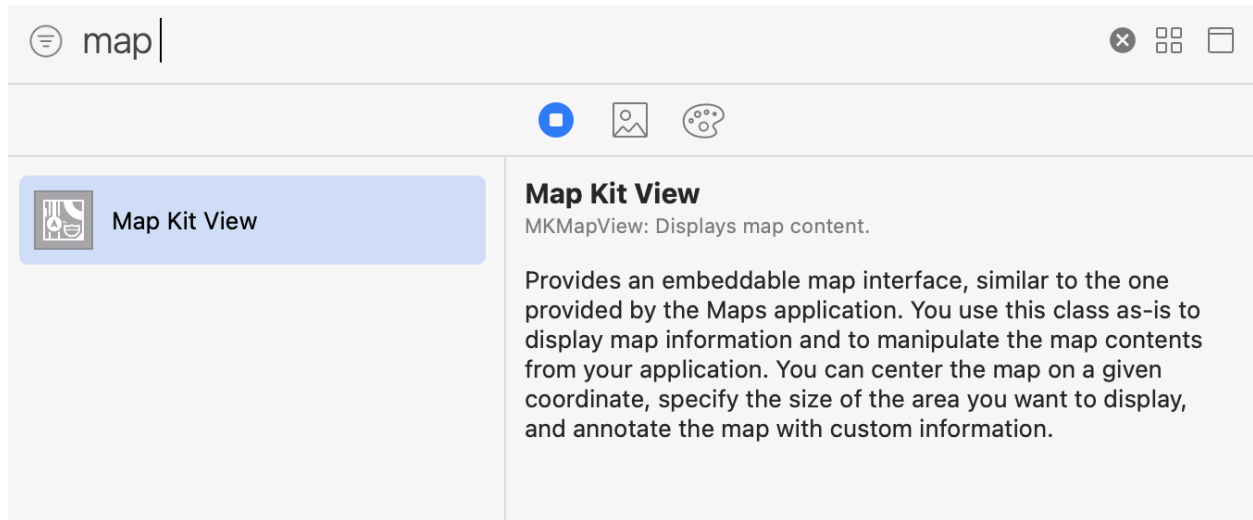 map
Map Kit View
Map Kit View
MKMapView: Displays map content.
Provides an embeddable map interface, similar to the one
provided by the Maps application. You use this class as-is to
display map information and to manipulate the map contents
from your application. You can center the map on a given
coordinate, specify the size of the area you want to display,
and annotate the map with custom information.